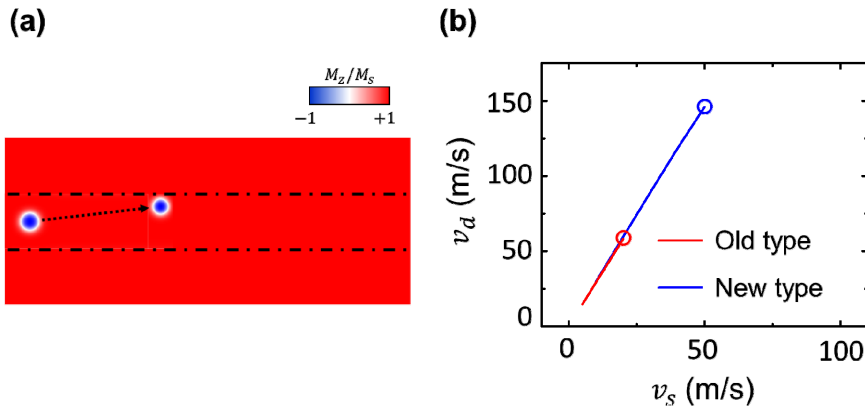 (a)
M_z/M_s
−1 +1
(b)
v_d (m/s)
150
100
50
0
Old type
New type
0 50 100
v_s (m/s)